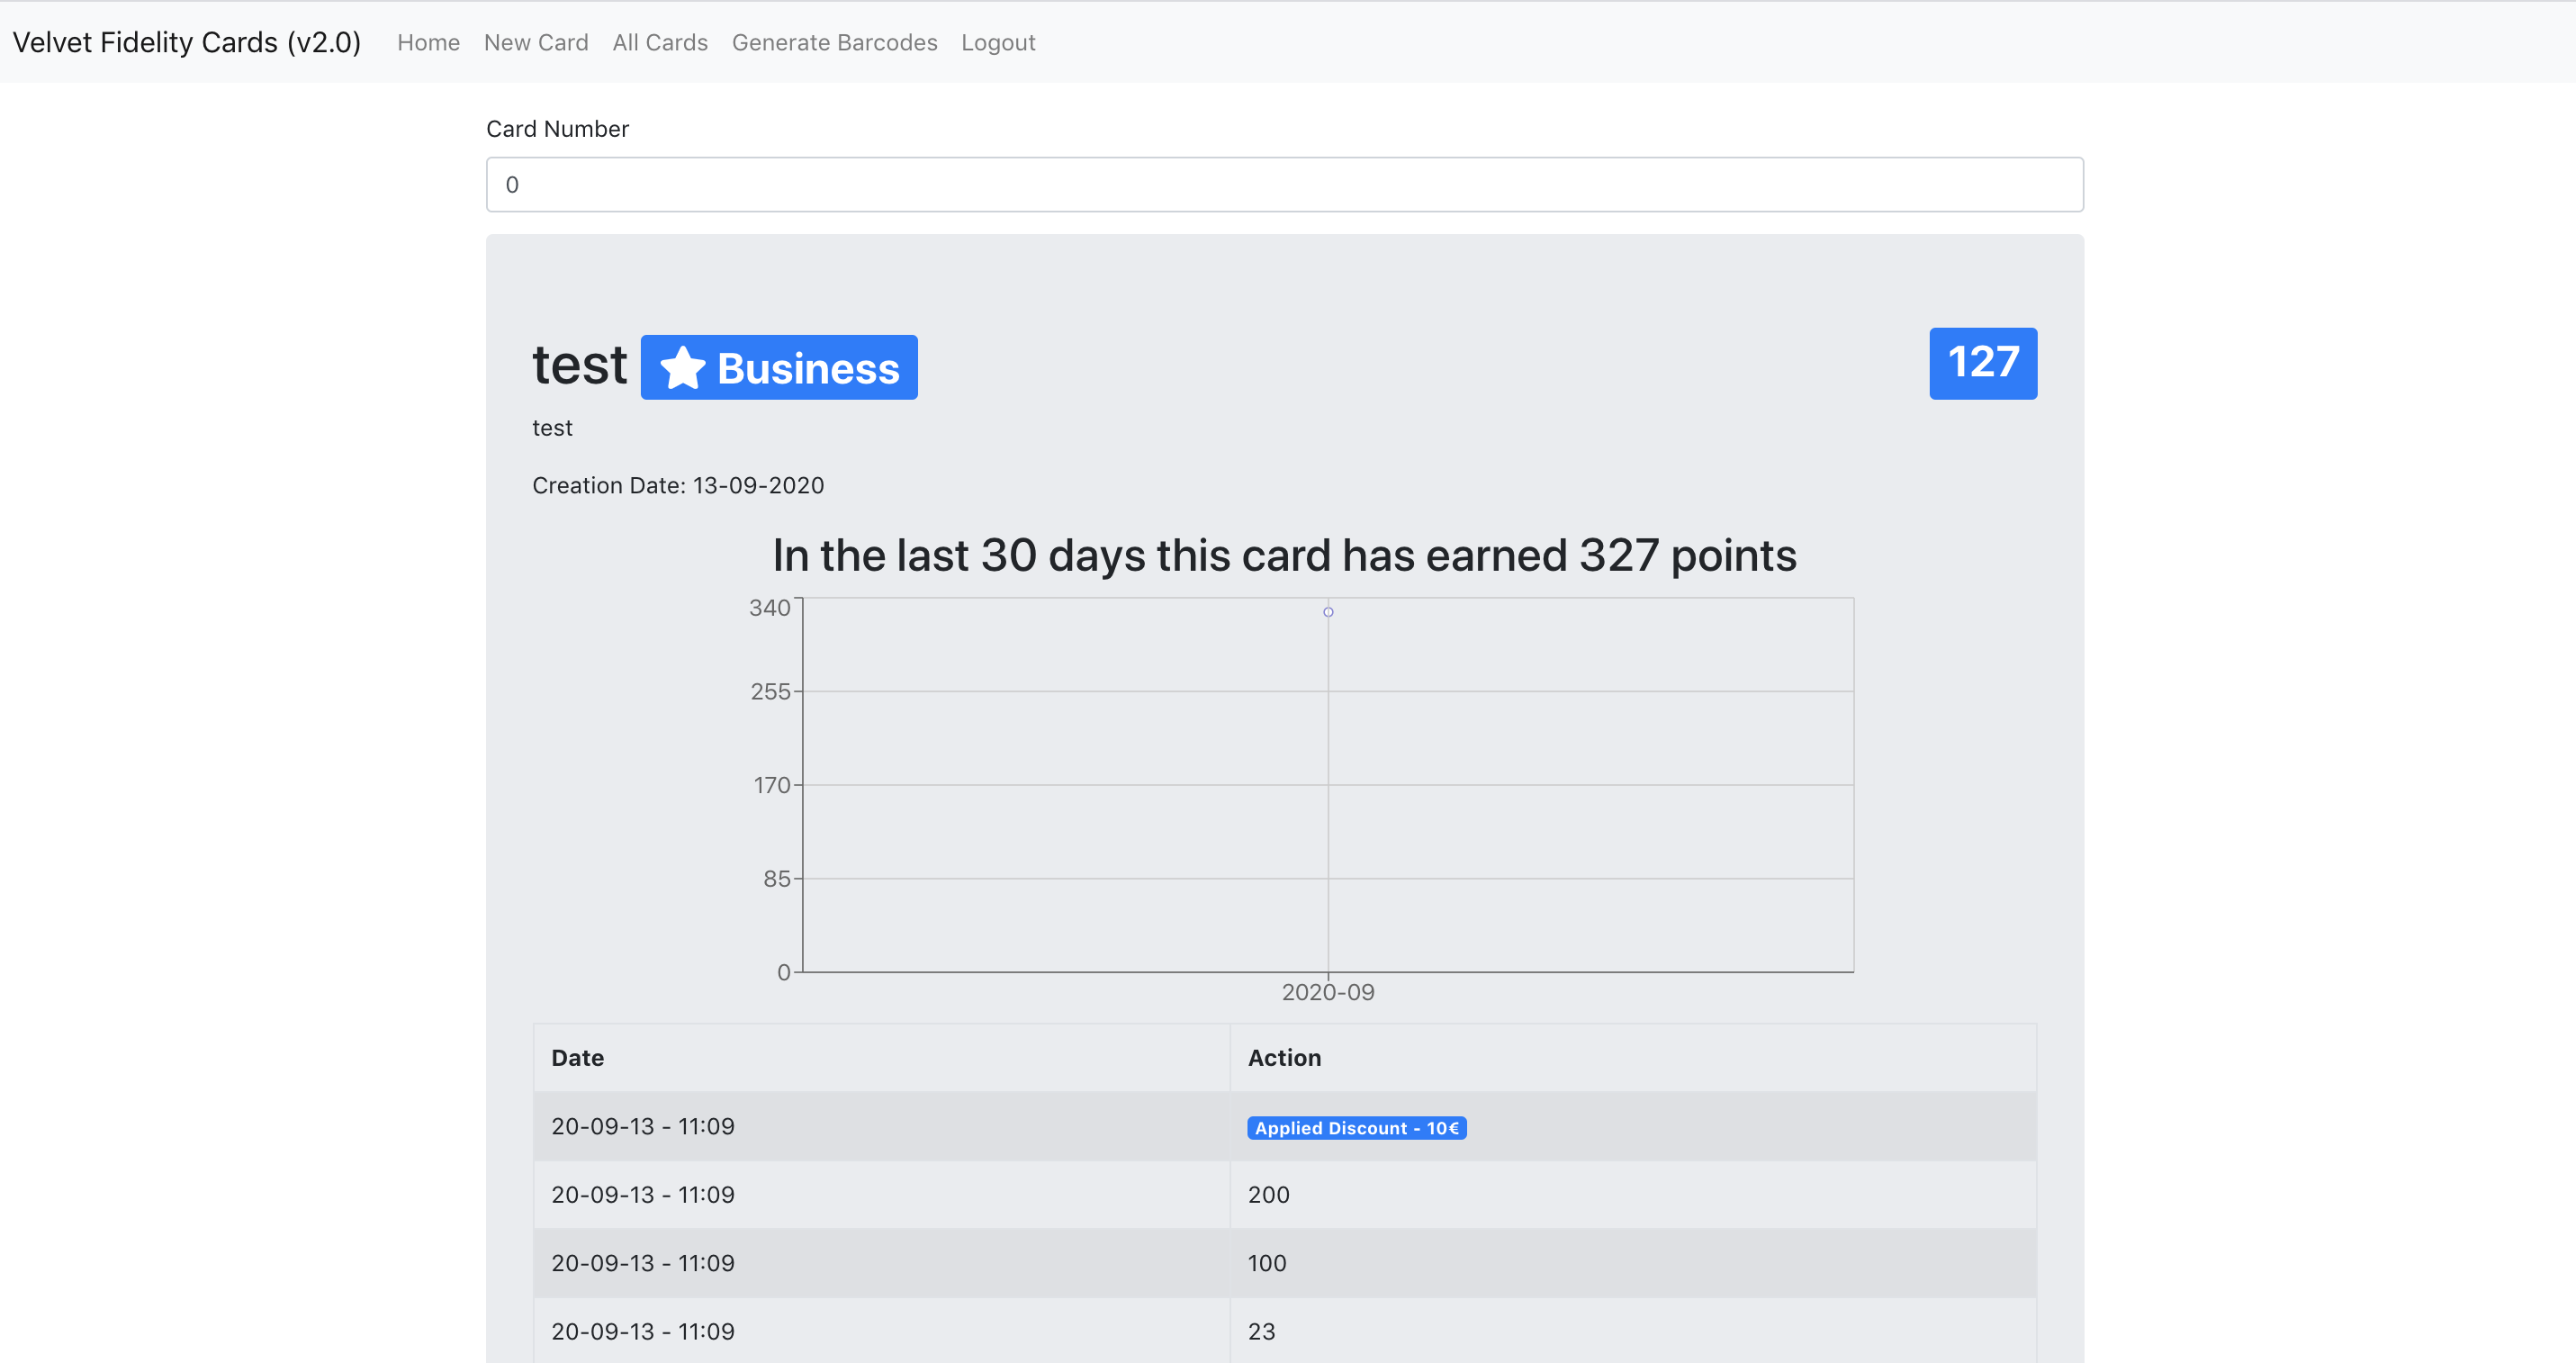 Velvet Fidelity Cards (v2.0) Home New Card All Cards Generate Barcodes Logout
Card Number
0
test Business 127
test
Creation Date: 13-09-2020
In the last 30 days this card has earned 327 points
340
255
170
85
0
2020-09
Date Action
20-09-13 - 11:09 Applied Discount - 10€
20-09-13 - 11:09 200
20-09-13 - 11:09 100
20-09-13 - 11:09 23